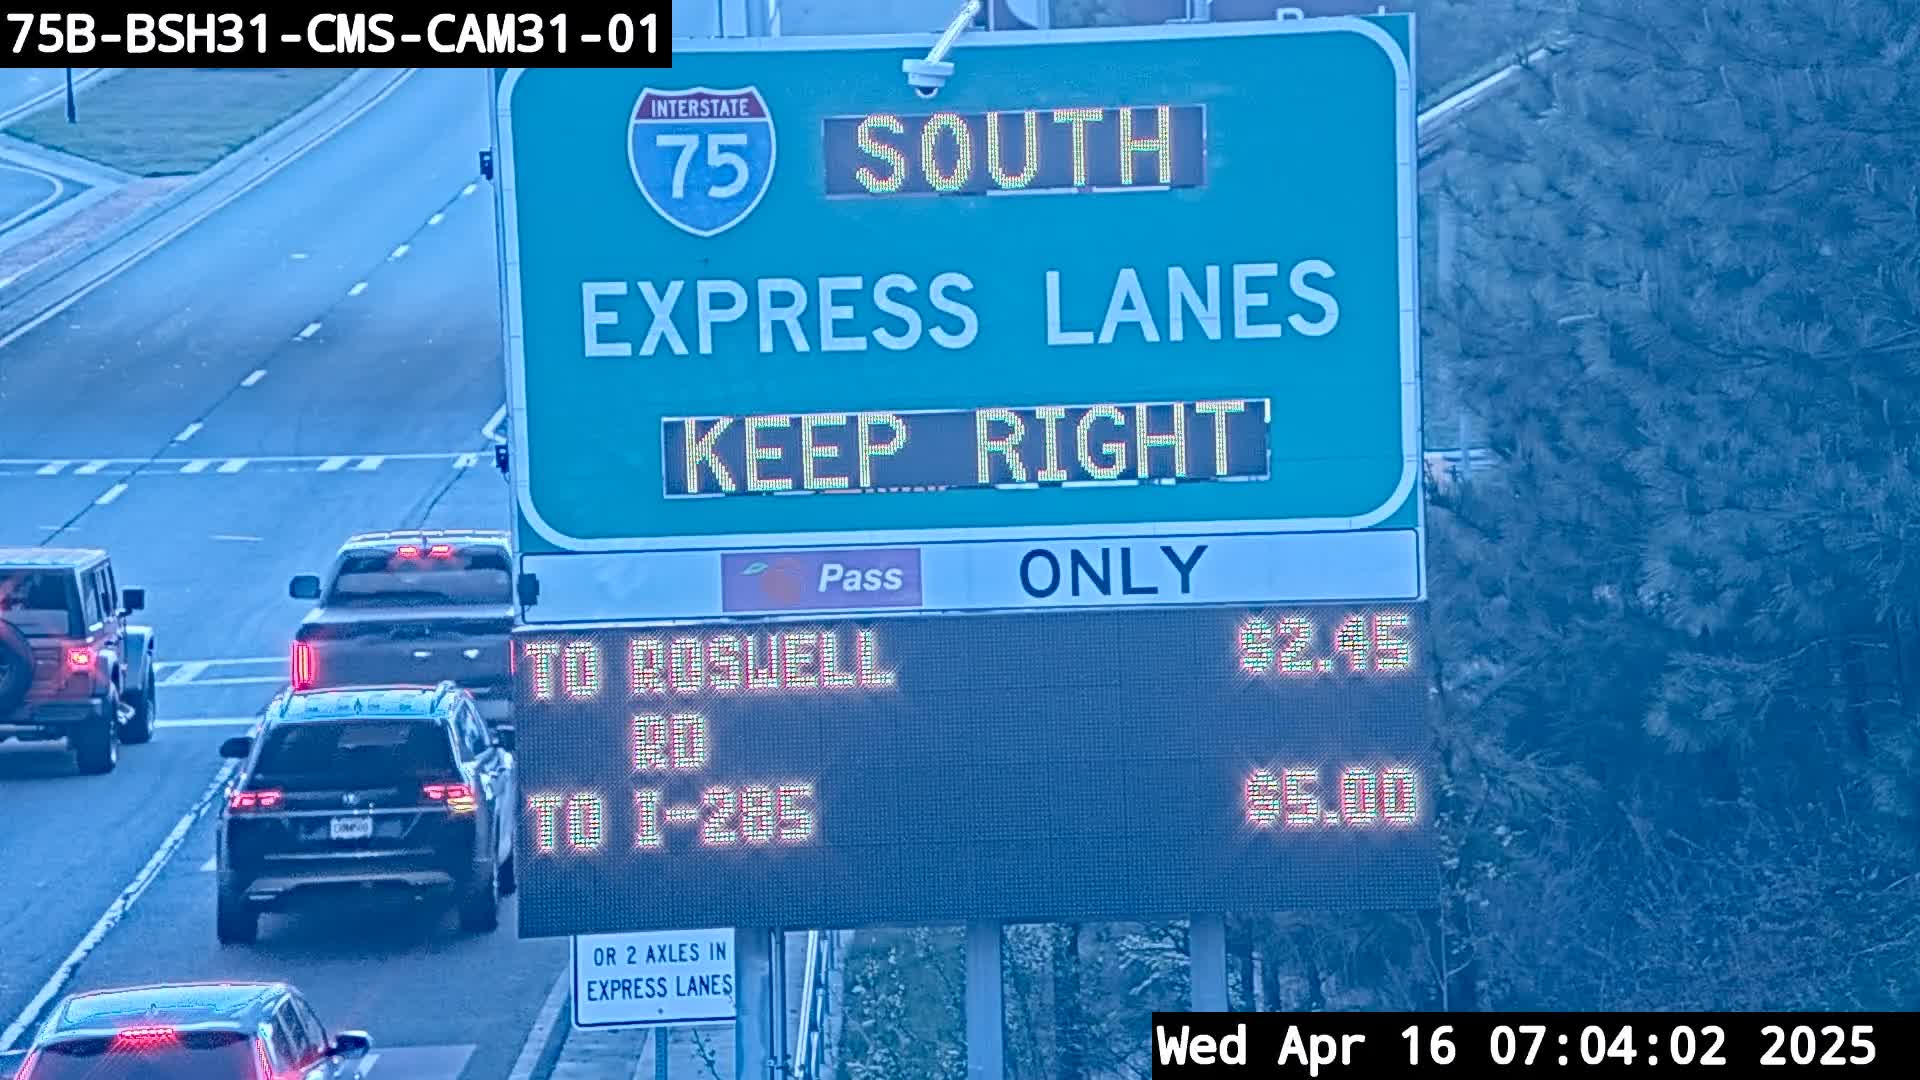 75B-BSH31-CMS-CAM31-01
INTERSTATE
75
SOUTH
EXPRESS LANES
KEEP RIGHT
Pass ONLY
TO ROSWELL $2.45
RD
TO I-285 $5.00
OR 2 AXLES IN
EXPRESS LANES
Wed Apr 16 07:04:02 2025